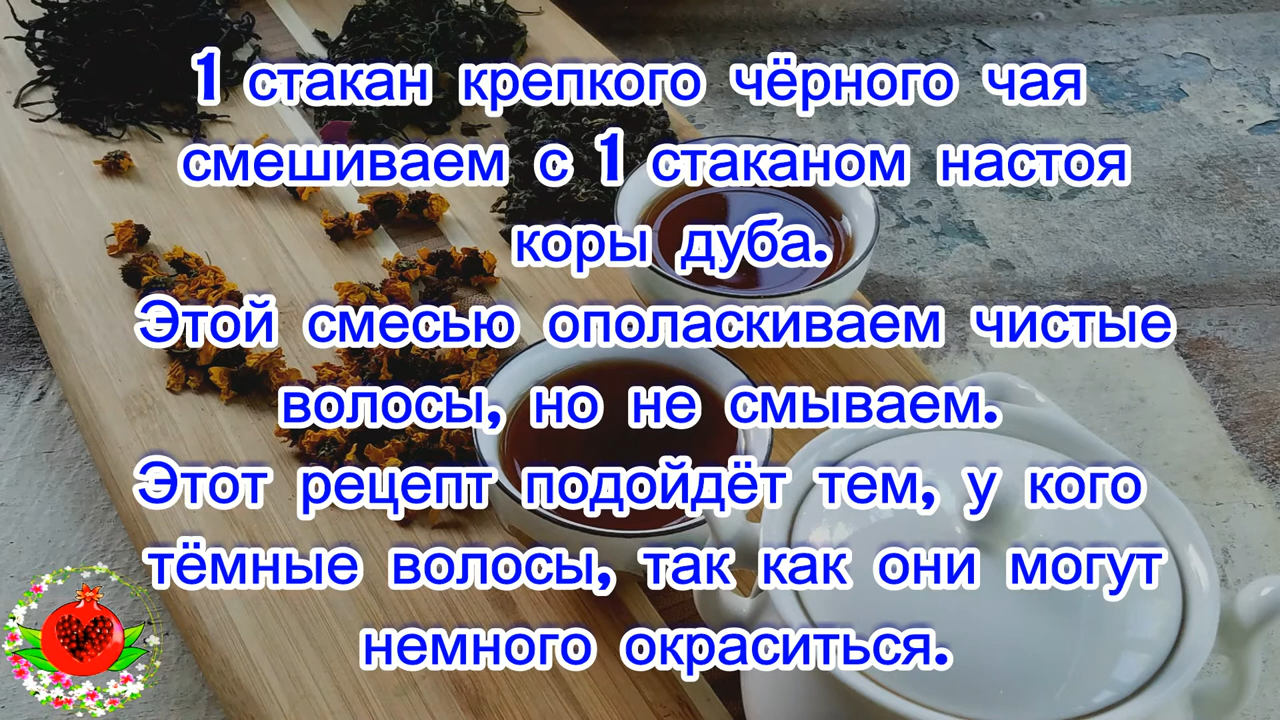 1 стакан крепкого чёрного чая
смешиваем с 1 стаканом настоя
коры дуба.
Этой смесью ополаскиваем чистые
волосы, но не смываем.
Этот рецепт подойдёт тем, у кого
тёмные волосы, так как они могут
немного окраситься.